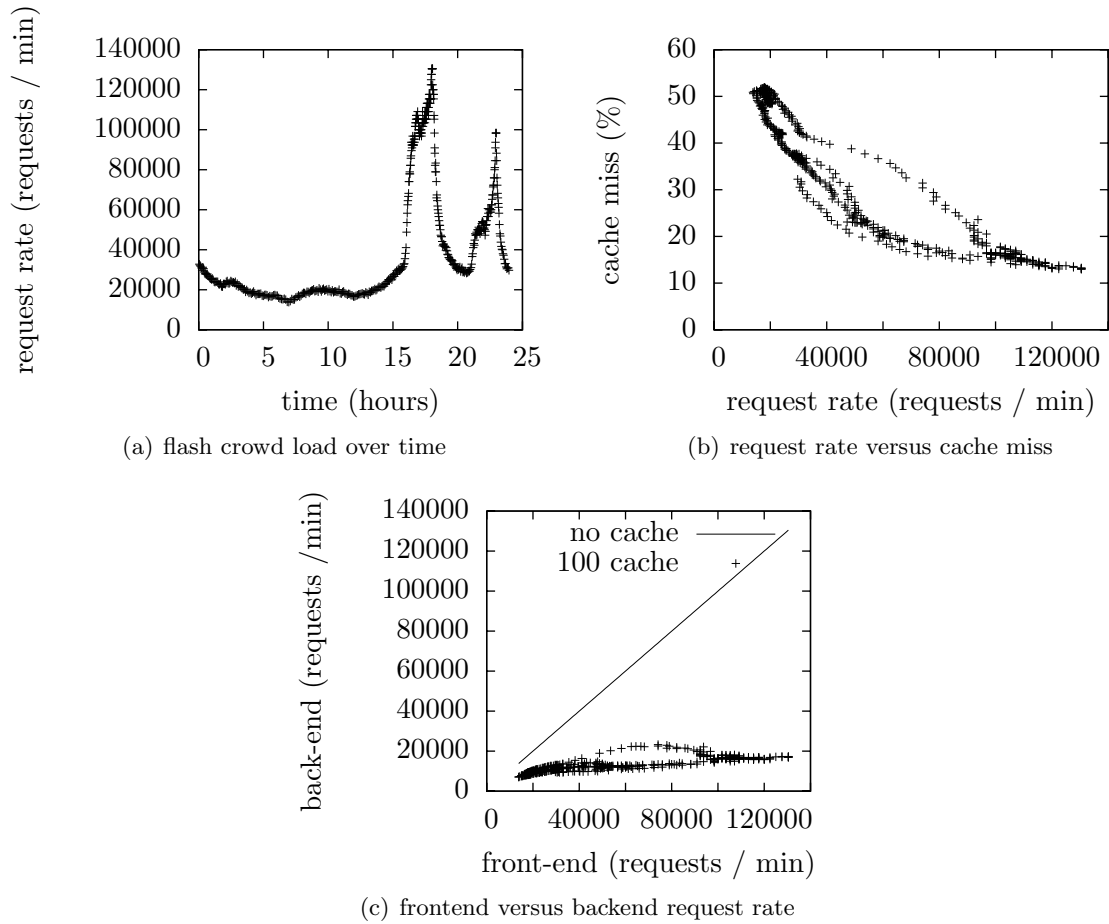 request rate (requests / min)
140000
120000
100000
80000
60000
40000
20000
0
0 5 10 15 20 25
time (hours)
(a) flash crowd load over time
cache miss (%)
60
50
40
30
20
10
0
0 40000 80000 120000
request rate (requests / min)
(b) request rate versus cache miss
back-end (requests /min)
140000
120000
100000
80000
60000
40000
20000
0
no cache
100 cache
0 40000 80000 120000
front-end (requests / min)
(c) frontend versus backend request rate